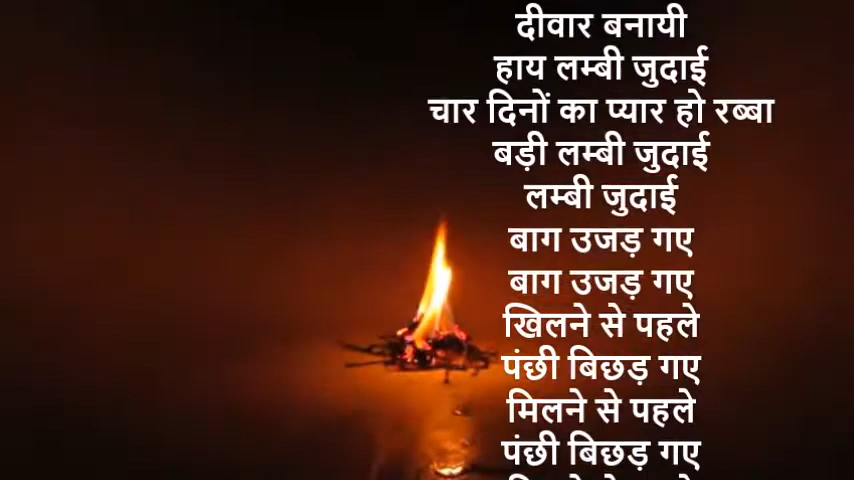 दीवार बनायी
हाय लम्बी जुदाई
चार दिनों का प्यार हो रब्बा
बड़ी लम्बी जुदाई
लम्बी जुदाई
बाग उजड़ गए
बाग उजड़ गए
खिलने से पहले
पंछी बिछड़ गए
मिलने से पहले
पंछी बिछड़ गए